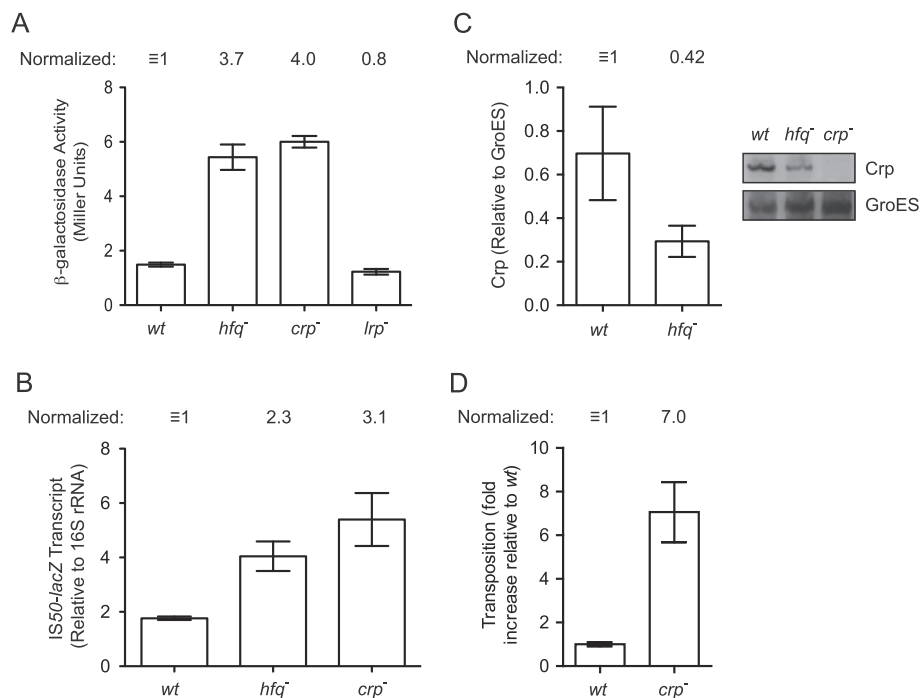 A
Normalized: ≡1 3.7 4.0 0.8
β-galactosidase Activity
(Miller Units)
8
6
4
2
0
wt hfq⁻ crp⁻ lrp⁻
B
Normalized: ≡1 2.3 3.1
IS50-lacZ Transcript
(Relative to 16S rRNA)
8
6
4
2
0
wt hfq⁻ crp⁻
C
Normalized: ≡1 0.42
Crp (Relative to GroES)
1.0
0.8
0.6
0.4
0.2
0.0
wt hfq⁻
wt hfq⁻ crp⁻
Crp
GroES
D
Normalized: ≡1 7.0
Transposition (fold
increase relative to wt)
10
8
6
4
2
0
wt crp⁻